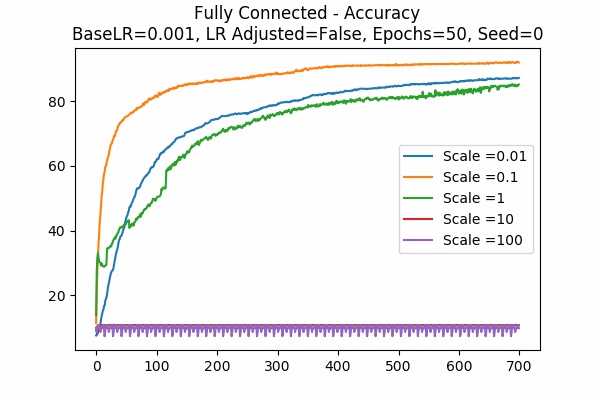 Fully Connected - Accuracy
BaseLR=0.001, LR Adjusted=False, Epochs=50, Seed=0
80
60
40
20
Scale =0.01
Scale =0.1
Scale =1
Scale =10
Scale =100
0 100 200 300 400 500 600 700